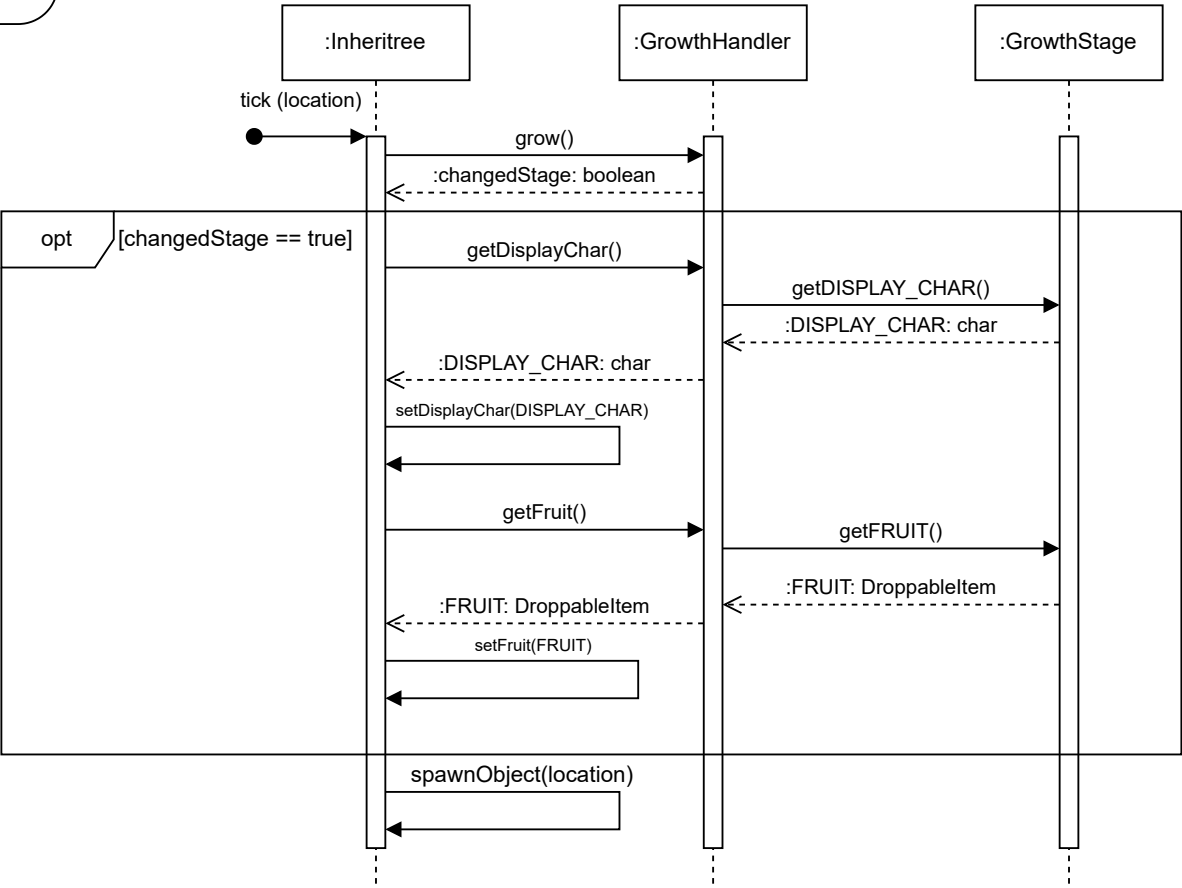 :Inheritree
:GrowthHandler
:GrowthStage
tick (location)
grow()
:changedStage: boolean
opt
[changedStage == true]
getDisplayChar()
getDISPLAY_CHAR()
:DISPLAY_CHAR: char
:DISPLAY_CHAR: char
setDisplayChar(DISPLAY_CHAR)
getFruit()
getFRUIT()
:FRUIT: DroppableItem
:FRUIT: DroppableItem
setFruit(FRUIT)
spawnObject(location)